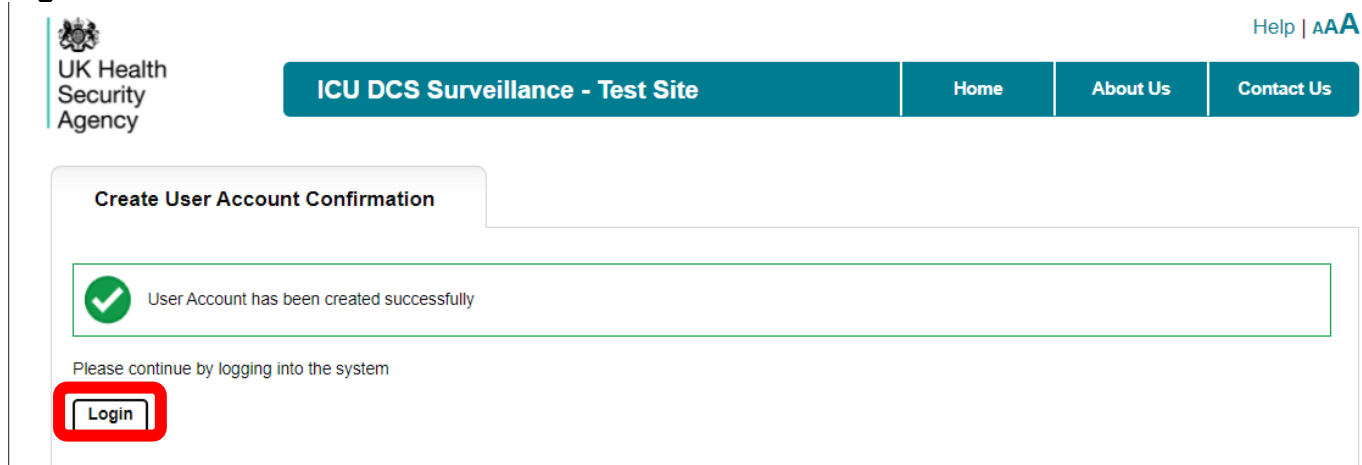 Help | AAA
UK Health
Security
Agency
ICU DCS Surveillance - Test Site
Home
About Us
Contact Us
Create User Account Confirmation
User Account has been created successfully
Please continue by logging into the system
Login